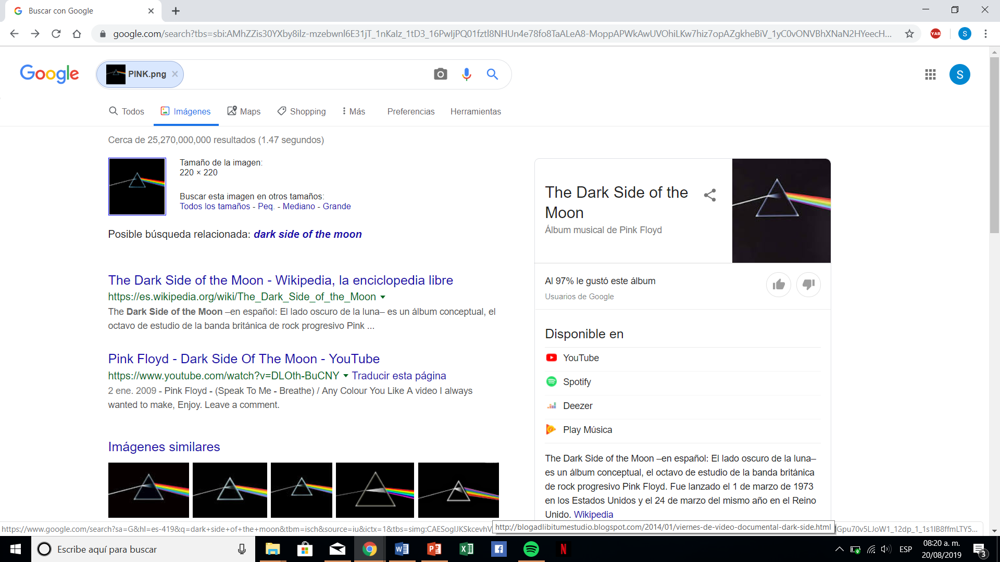 Buscar con Google
google.com/search?tbs=sbi:AMhZZis30YXby8ilz-mzebwnl6E31jT_1nKaIz_1tD3_16PwljPQ01fztl8NHUn4e78fo8TaALeA8-MoppAPWkAwUVOhiLKw7hiz7opAZgkheBiV_1yC0vONVBhXNaN2HYeecH...
YAB
S
Google
PINK.png
S
Todos
Imágenes
Maps
Shopping
Más
Preferencias
Herramientas
Cerca de 25,270,000,000 resultados (1.47 segundos)
Tamaño de la imagen:
220 × 220
Buscar esta imagen en otros tamaños:
Todos los tamaños - Peq. - Mediano - Grande
Posible búsqueda relacionada: dark side of the moon
The Dark Side of the Moon - Wikipedia, la enciclopedia libre
https://es.wikipedia.org/wiki/The_Dark_Side_of_the_Moon
The Dark Side of the Moon –en español: El lado oscuro de la luna– es un álbum conceptual, el
octavo de estudio de la banda británica de rock progresivo Pink ...
Pink Floyd - Dark Side Of The Moon - YouTube
https://www.youtube.com/watch?v=DLOth-BuCNY Traducir esta página
2 ene. 2009 - Pink Floyd - (Speak To Me - Breathe) / Any Colour You Like A video I always
wanted to make, Enjoy. Leave a comment.
Imágenes similares
The Dark Side of the
Moon
Álbum musical de Pink Floyd
Al 97% le gustó este álbum
Usuarios de Google
Disponible en
YouTube
Spotify
Deezer
Play Música
The Dark Side of the Moon –en español: El lado oscuro de la luna–
es un álbum conceptual, el octavo de estudio de la banda británica
de rock progresivo Pink Floyd. Fue lanzado el 1 de marzo de 1973
en los Estados Unidos y el 24 de marzo del mismo año en el Reino
Unido. Wikipedia
https://www.google.com/search?sa=G&hl=es-419&q=dark+side+of+the+moon&tbm=isch&source=iu&ictx=1&tbs=simg:CAESogIJKSkcevhV
http://blogadlibitumestudio.blogspot.com/2014/01/viernes-de-video-documental-dark-side.html
Gpu70v5LJoW1_12dp_1_1s1IB8ffmLTY5...
Escribe aquí para buscar
ESP
08:20 a. m.
20/08/2019
3